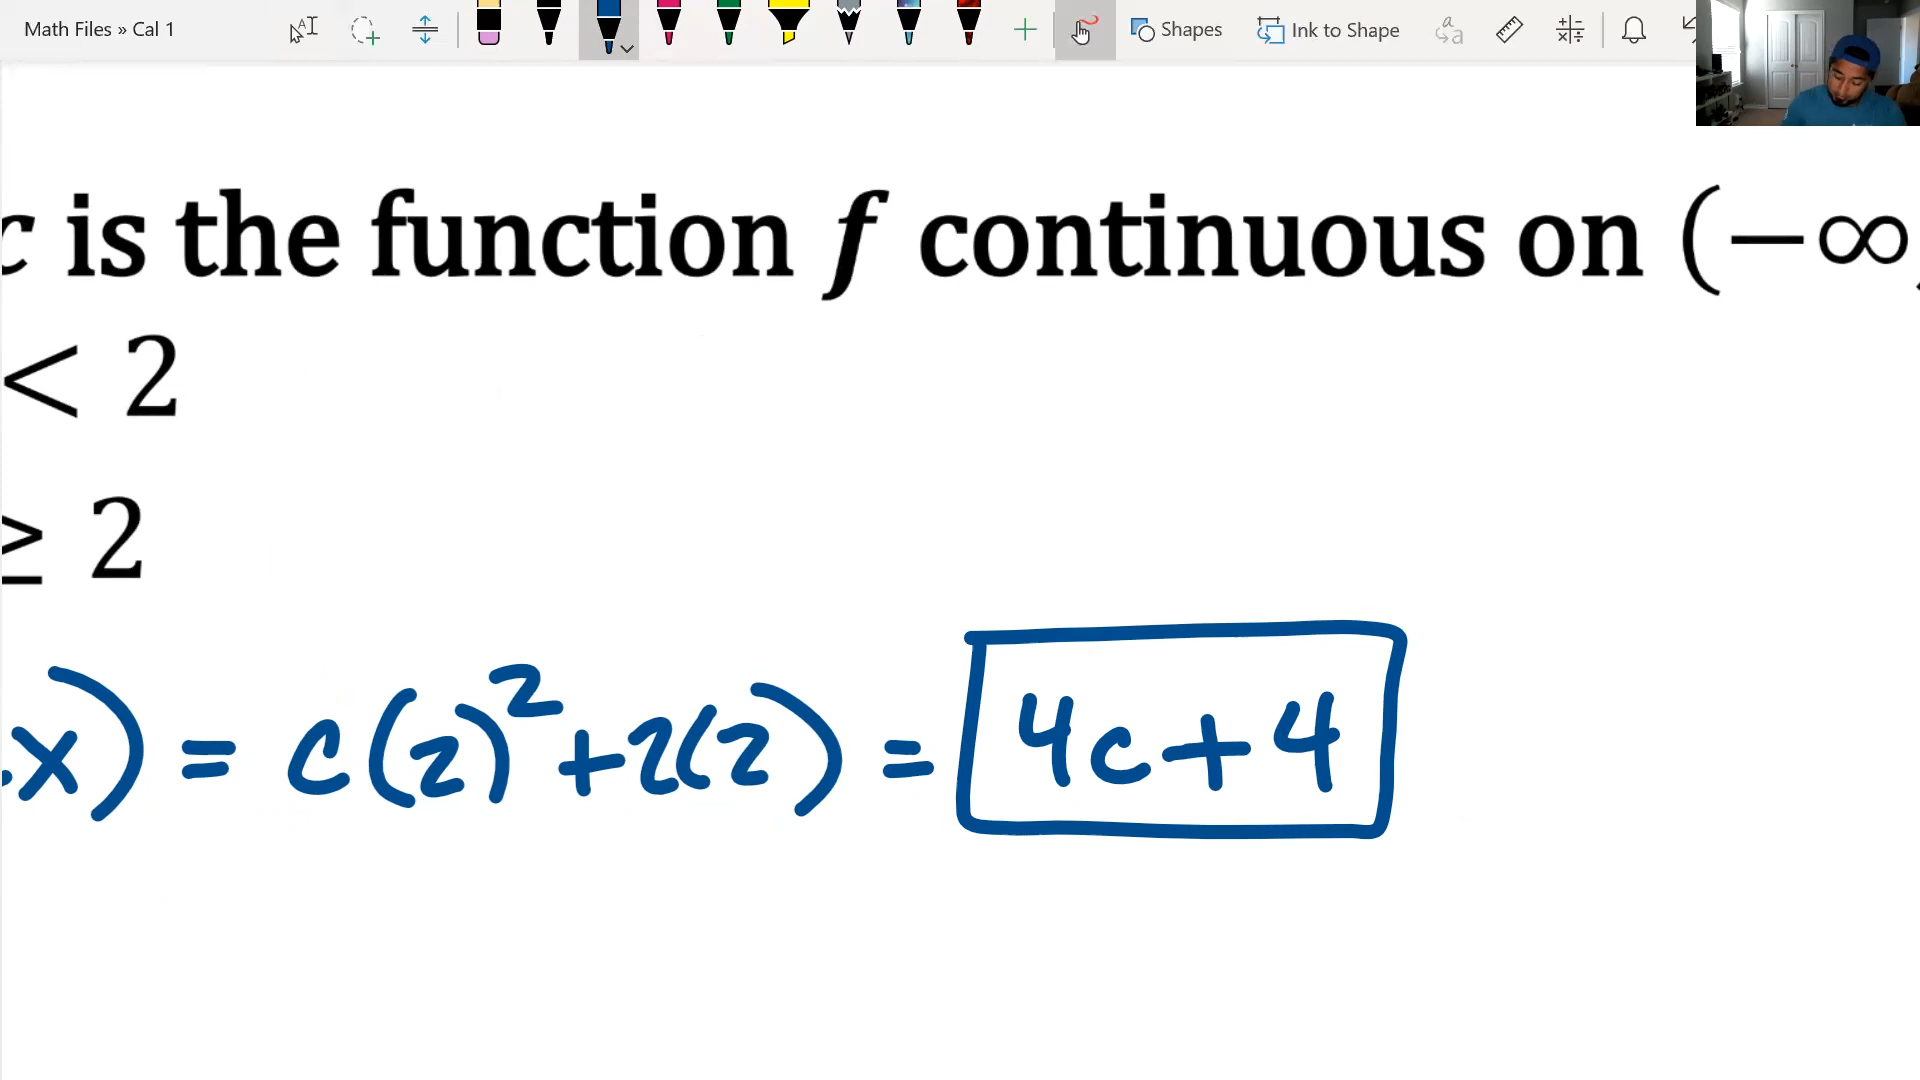 Math Files » Cal 1 Shapes Ink to Shape
c is the function f continuous on (−∞,
< 2
≥ 2
x) = c(2)² + 2(2) = 4c + 4